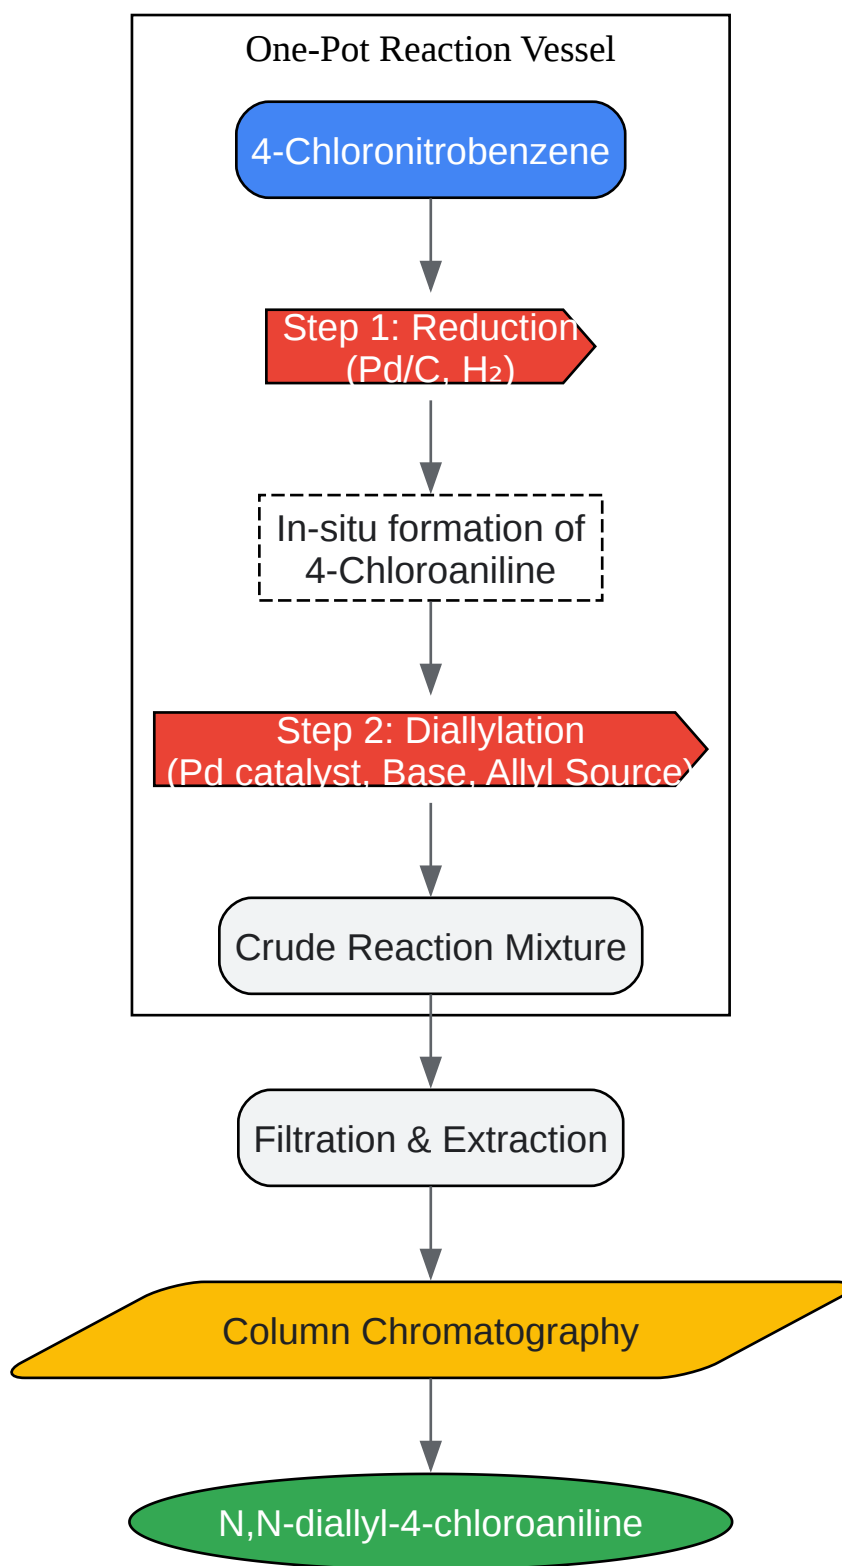 One-Pot Reaction Vessel
4-Chloronitrobenzene
Step 1: Reduction
(Pd/C, H₂)
In-situ formation of
4-Chloroaniline
Step 2: Diallylation
(Pd catalyst, Base, Allyl Source)
Crude Reaction Mixture
Filtration & Extraction
Column Chromatography
N,N-diallyl-4-chloroaniline